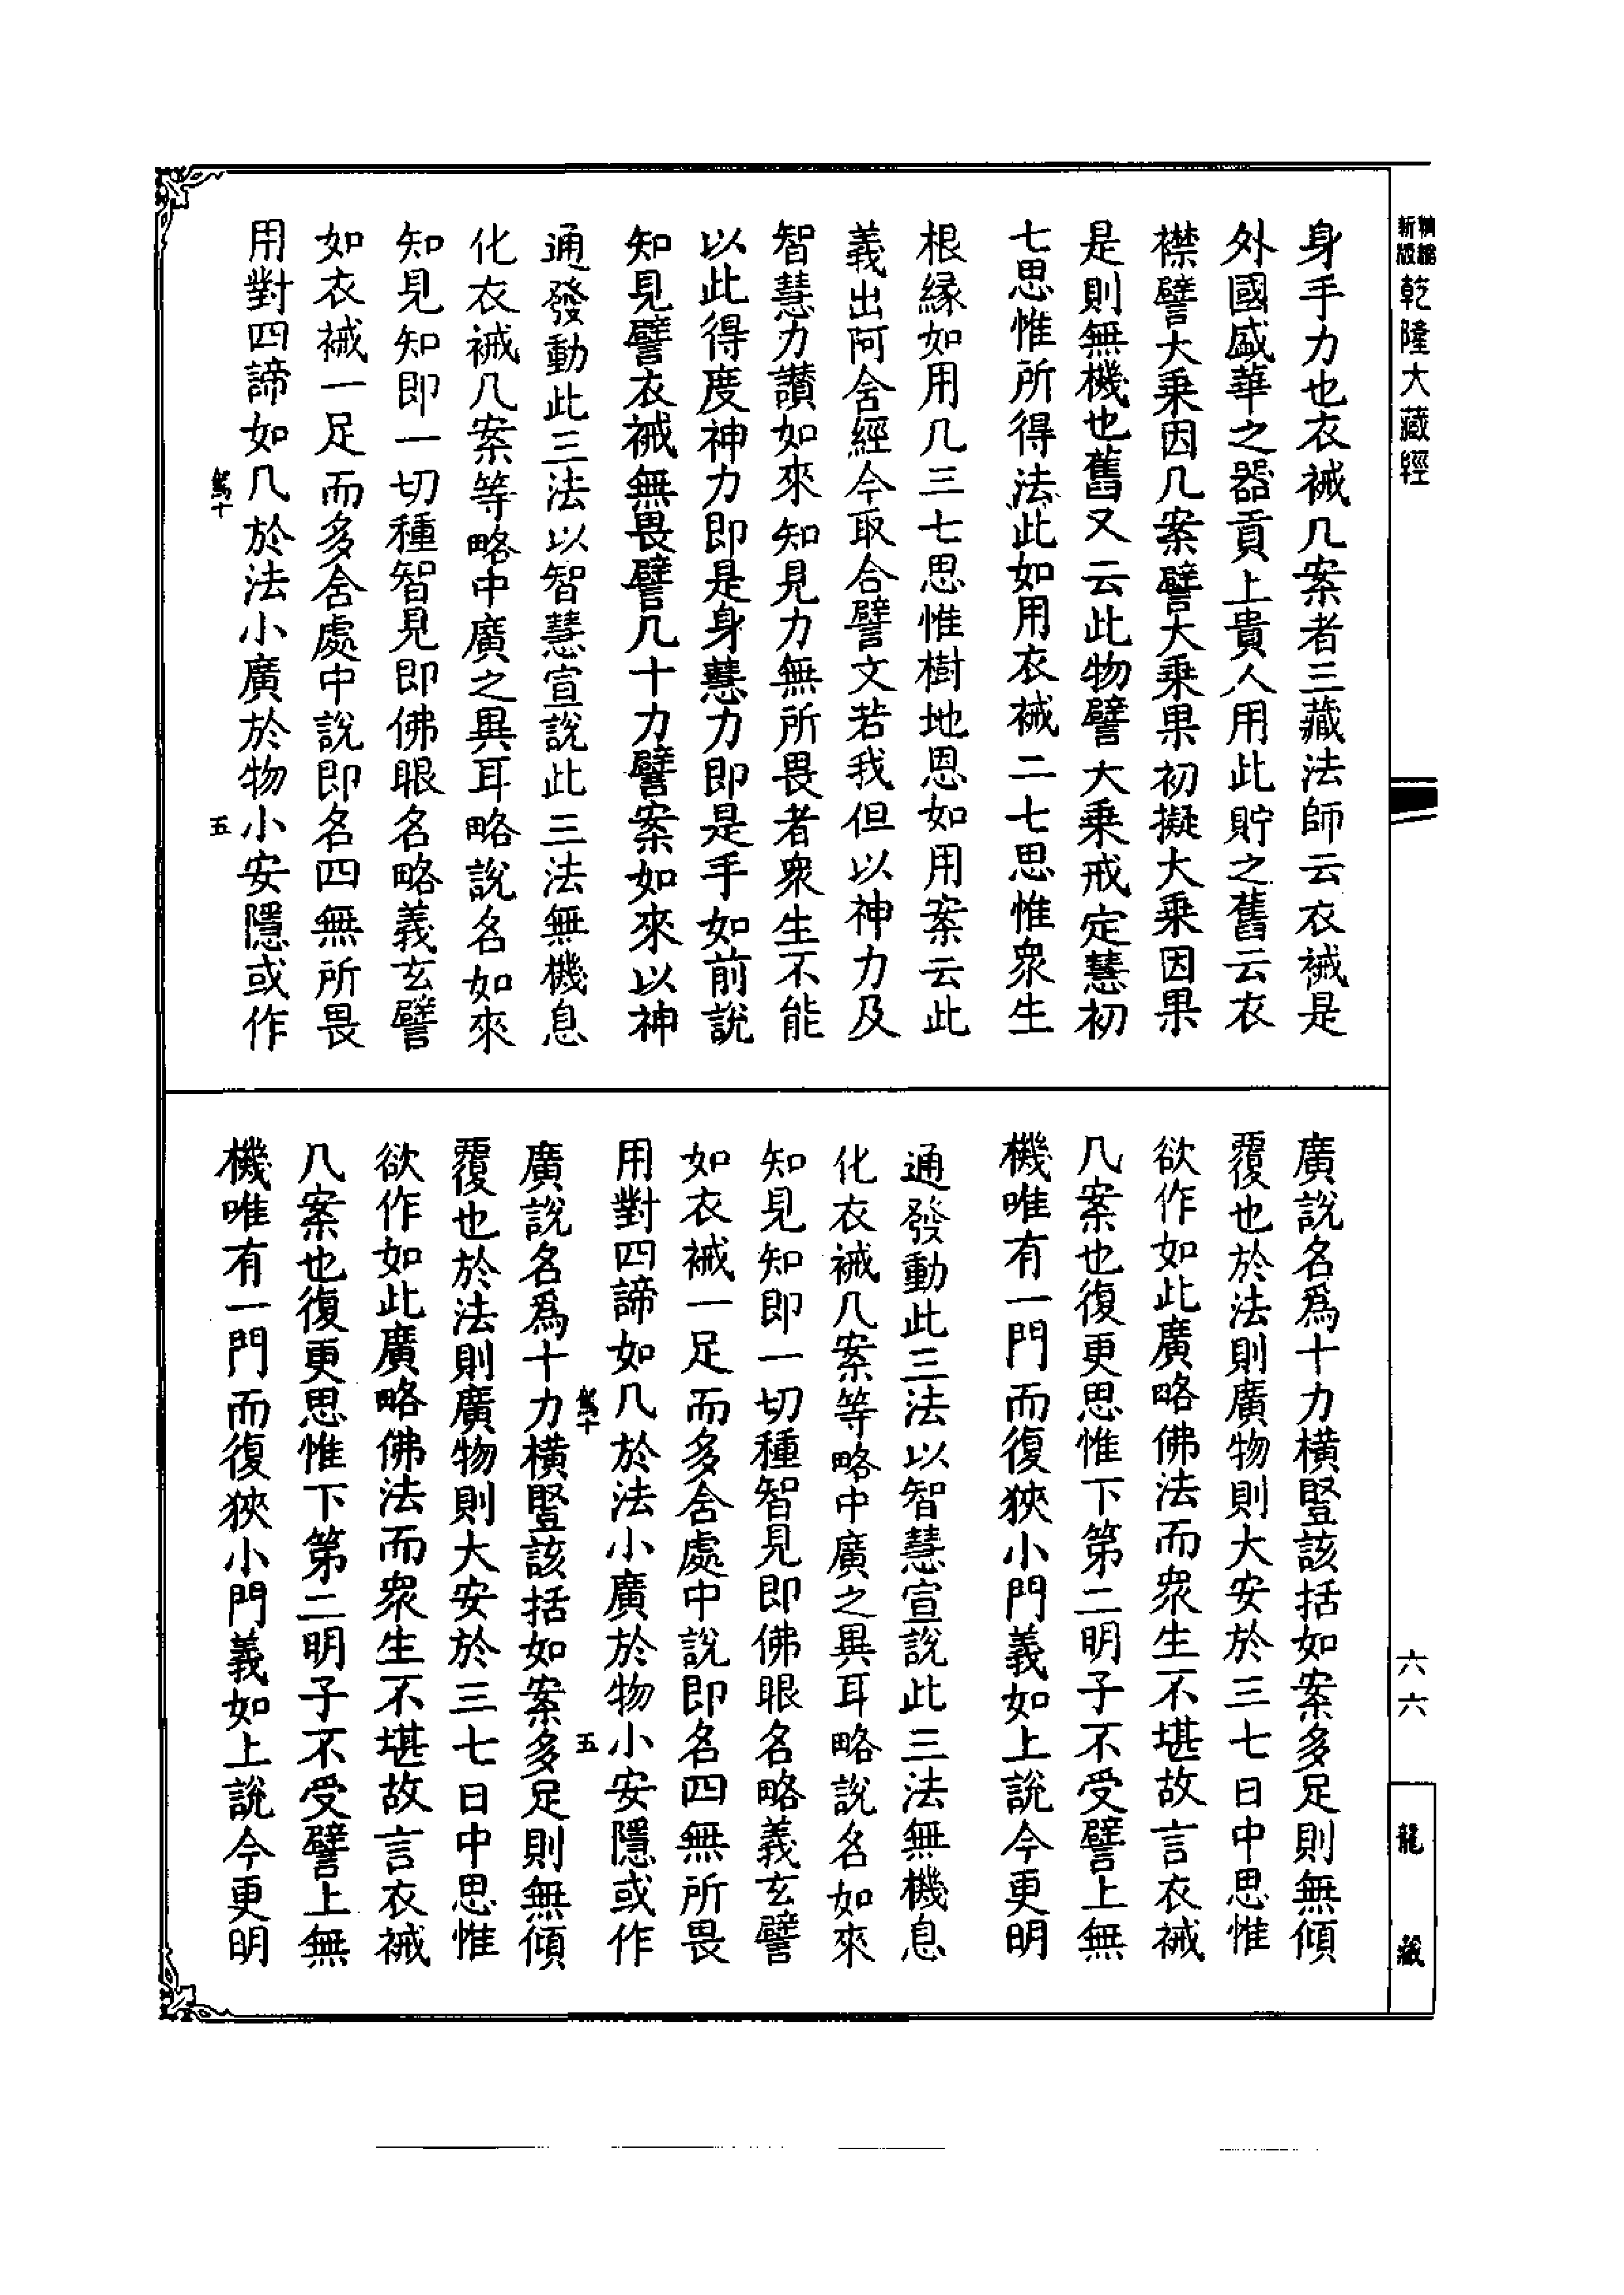 精縮新版乾隆大藏經
六六
龍藏
身手力也衣裓几案者三藏法師云衣裓是
外國盛華之器貢上貴人用此貯之舊云衣
襟譬大乘因几案譬大乘果初擬大乘因果
是則無機也舊又云此物譬大乘戒定慧初
七思惟所得法此如用衣裓二七思惟衆生
根緣如用几三七思惟樹地恩如用案云此
義出阿含經今取合譬文若我但以神力及
智慧力讚如來知見力無所畏者衆生不能
以此得度神力即是身慧力即是手如前說
知見譬衣裓無畏譬几十力譬案如來以神
通發動此三法以智慧宣說此三法無機息
化衣裓几案等略中廣之異耳略說名如來
知見知即一切種智見即佛眼名略義玄譬
如衣裓一足而多舍處中說即名四無所畏
用對四諦如几於法小廣於物小安隱或作
篤十
五
廣說名爲十力橫豎該括如案多足則無傾
覆也於法則廣物則大安於三七日中思惟
欲作如此廣略佛法而衆生不堪故言衣裓
几案也復更思惟下第二明子不受譬上無
機唯有一門而復狹小門義如上說今更明
通發動此三法以智慧宣說此三法無機息
化衣裓几案等略中廣之異耳略說名如來
知見知即一切種智見即佛眼名略義玄譬
如衣裓一足而多舍處中說即名四無所畏
用對四諦如几於法小廣於物小安隱或作
篤十
五
廣說名爲十力橫豎該括如案多足則無傾
覆也於法則廣物則大安於三七日中思惟
欲作如此廣略佛法而衆生不堪故言衣裓
几案也復更思惟下第二明子不受譬上無
機唯有一門而復狹小門義如上說今更明